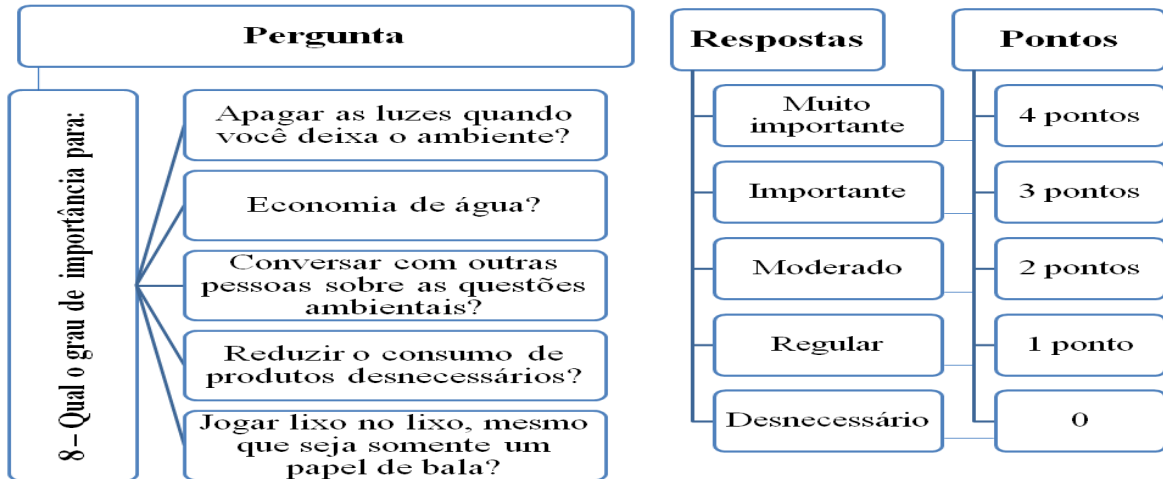 Pergunta
8 – Qual o grau de importância para:
Apagar as luzes quando
você deixa o ambiente?
Economia de água?
Conversar com outras
pessoas sobre as questões
ambientais?
Reduzir o consumo de
produtos desnecessários?
Jogar lixo no lixo, mesmo
que seja somente um
papel de bala?
Respostas
Pontos
Muito
importante
4 pontos
Importante
3 pontos
Moderado
2 pontos
Regular
1 ponto
Desnecessário
0